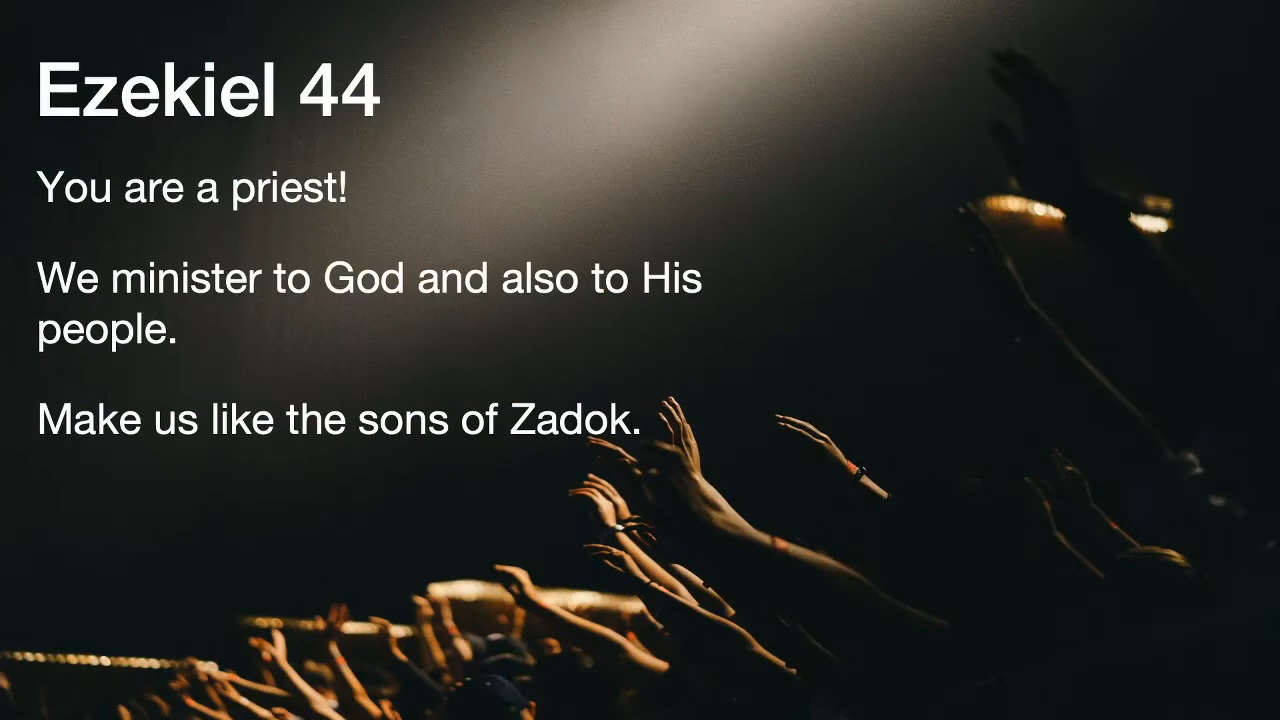 Ezekiel 44
You are a priest!
We minister to God and also to His
people.
Make us like the sons of Zadok.